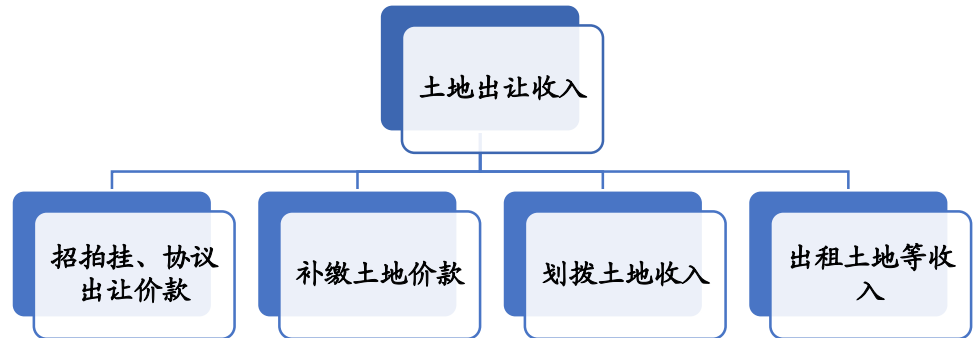 土地出让收入
招拍挂、协议
出让价款
补缴土地价款
划拨土地收入
出租土地等收
入